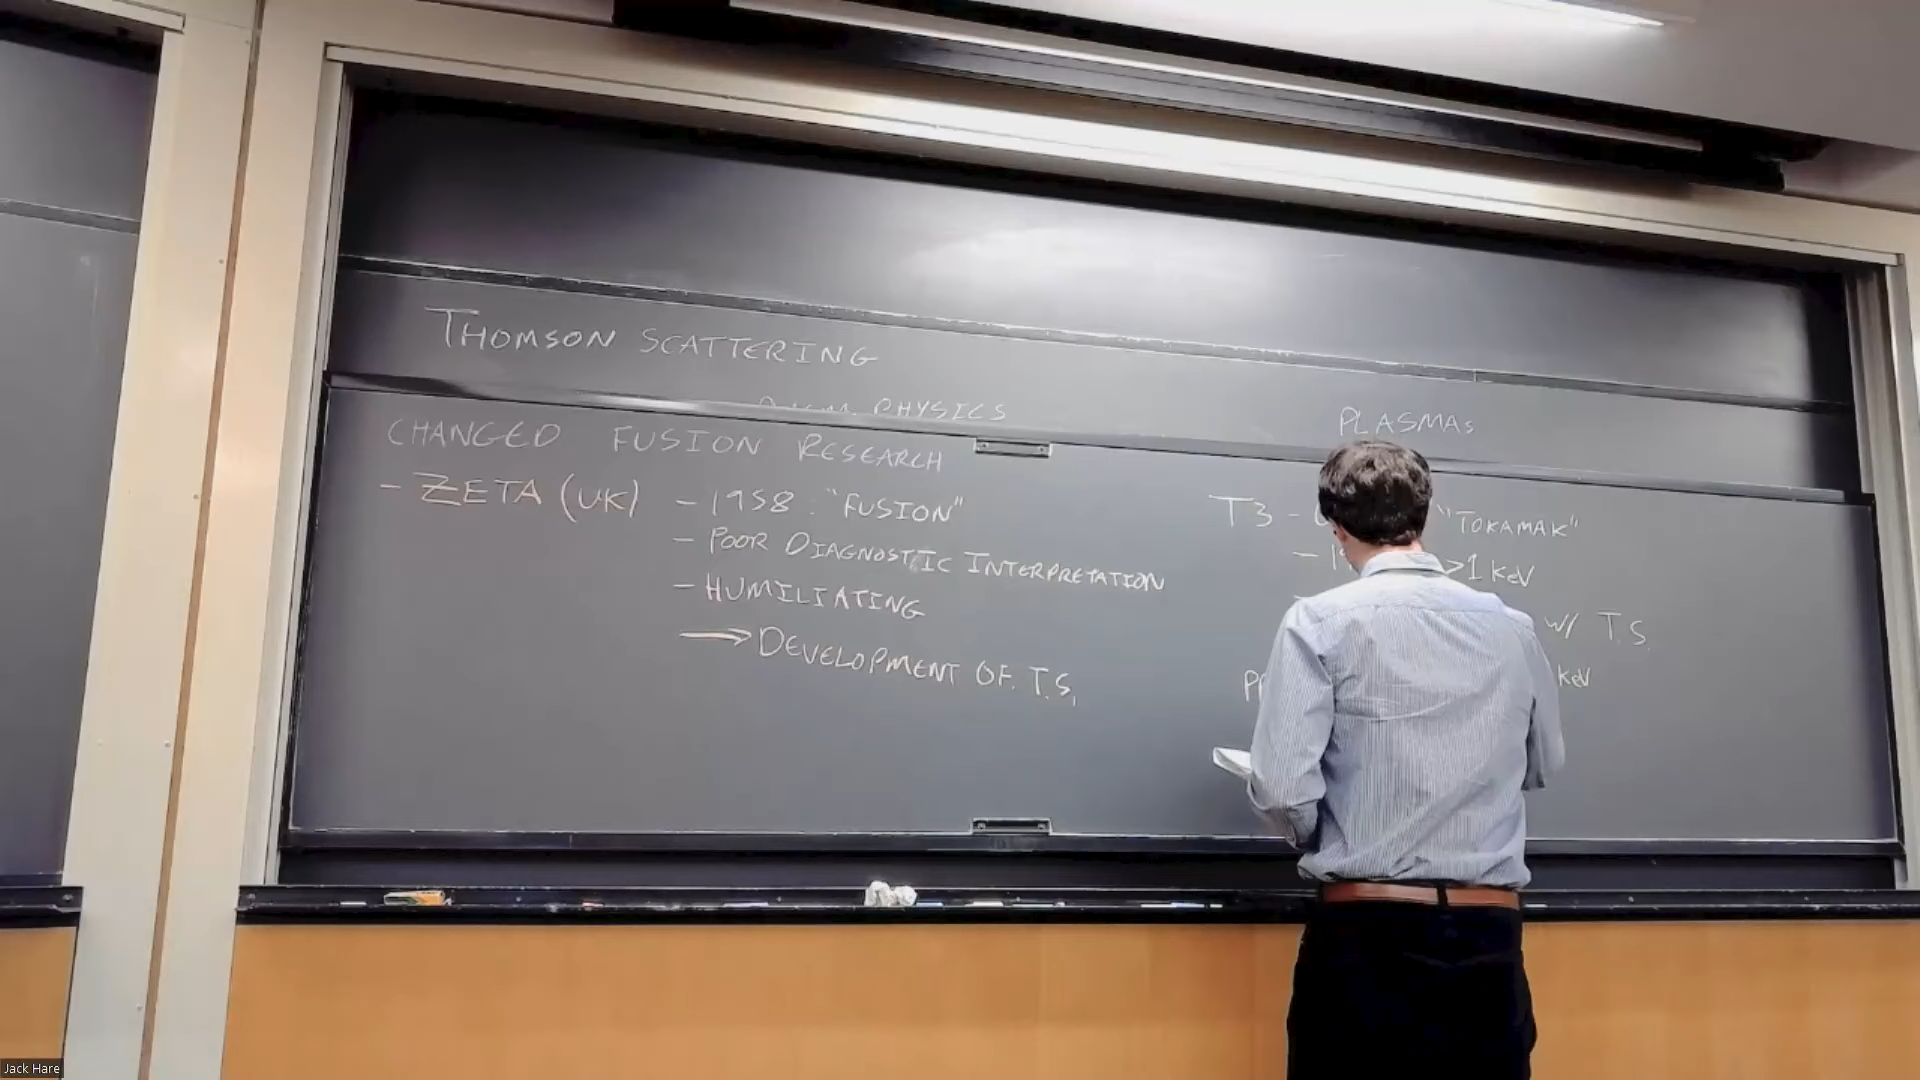 THOMSON SCATTERING
PHYSICS
PLASMAS
CHANGED FUSION RESEARCH
- ZETA (UK) - 1958 : "FUSION"
- POOR DIAGNOSTIC INTERPRETATION
- HUMILIATING
→ DEVELOPMENT OF T.S.
T3 - "TOKAMAK"
- >1 keV
w/ T.S.
keV
Jack Hare